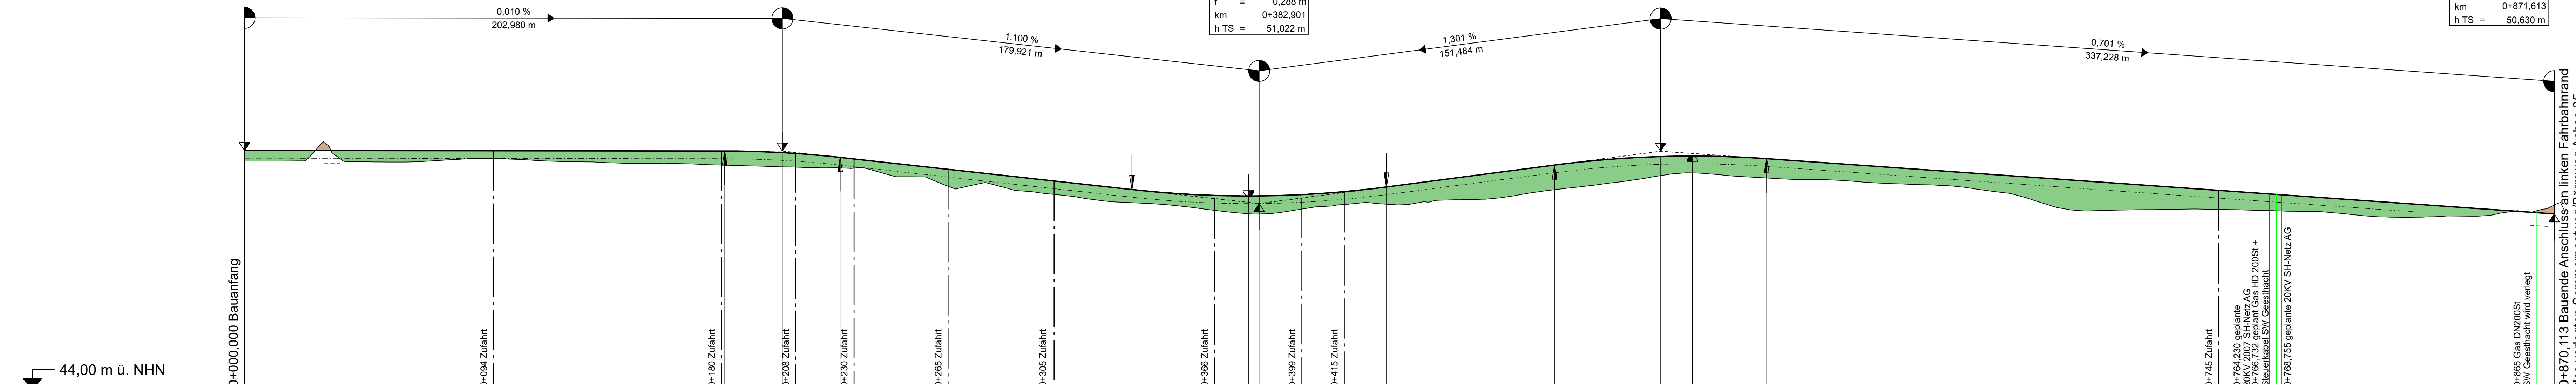 f = 0,288 m
km 0+382,901
h TS = 51,022 m
km 0+871,613
h TS = 50,630 m
0,010 %
202,980 m
1,100 %
179,921 m
1,301 %
151,484 m
0,701 %
337,228 m
44,00 m ü. NHN
0+000,000 Bauanfang
0+094 Zufahrt
0+180 Zufahrt
0+208 Zufahrt
0+230 Zufahrt
0+265 Zufahrt
0+305 Zufahrt
0+366 Zufahrt
0+399 Zufahrt
0+415 Zufahrt
0+745 Zufahrt
0+764,230 geplante
20KV 2007 SH-Netz AG
0+766,732 geplant Gas HD 200St +
Steuerkabel SW Geesthacht
0+768,755 geplante 20KV SH-Netz AG
0+865 Gas DN200St
SW Geesthacht wird verlegt
0+870,113 Bauende Anschluss an linken Fahrbahnrand